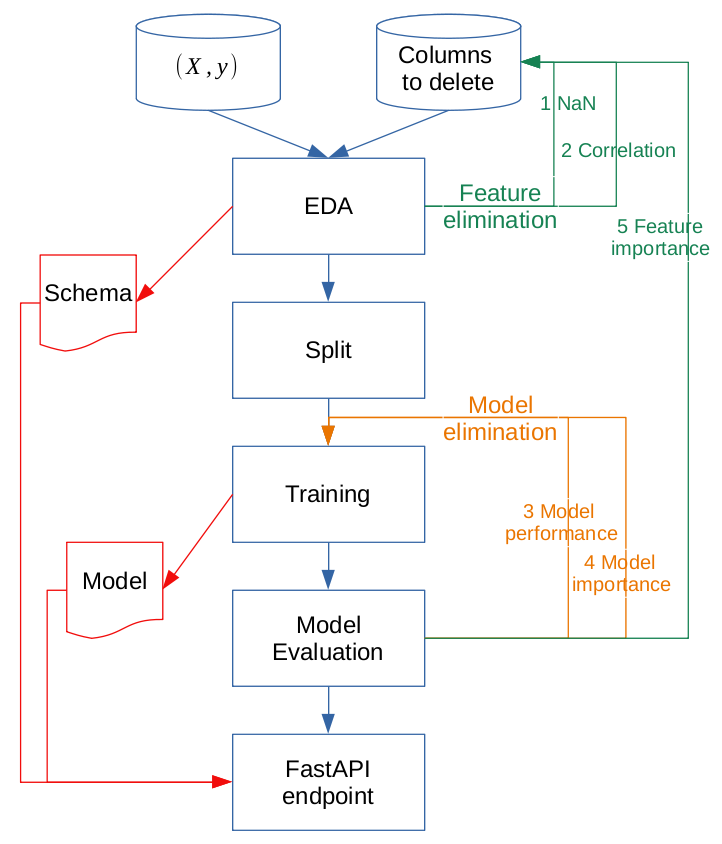 (X, y)
Columns
to delete
1 NaN
2 Correlation
EDA
Feature
elimination
5 Feature
importance
Schema
Split
Model
elimination
Training
3 Model
performance
4 Model
importance
Model
Model
Evaluation
FastAPI
endpoint